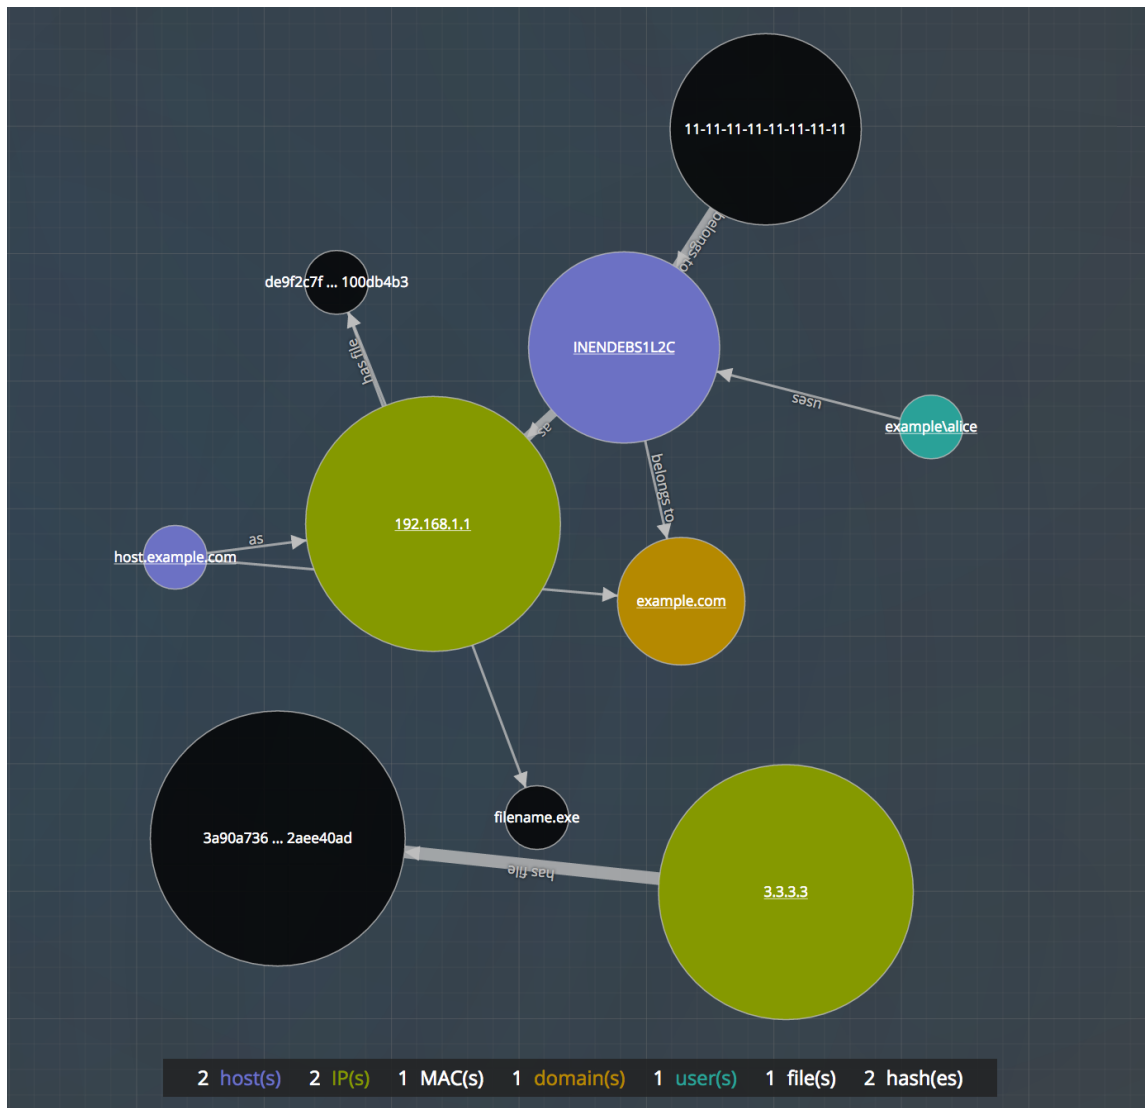 11-11-11-11-11-11-11-11
belongs to
de9f2c7f ... 100db4b3
has file
INENDEBS1L2C
uses
example\alice
as
belongs to
192.168.1.1
as
host.example.com
example.com
filename.exe
3a90a736 ... 2aee40ad
has file
3.3.3.3
2 host(s) 2 IP(s) 1 MAC(s) 1 domain(s) 1 user(s) 1 file(s) 2 hash(es)